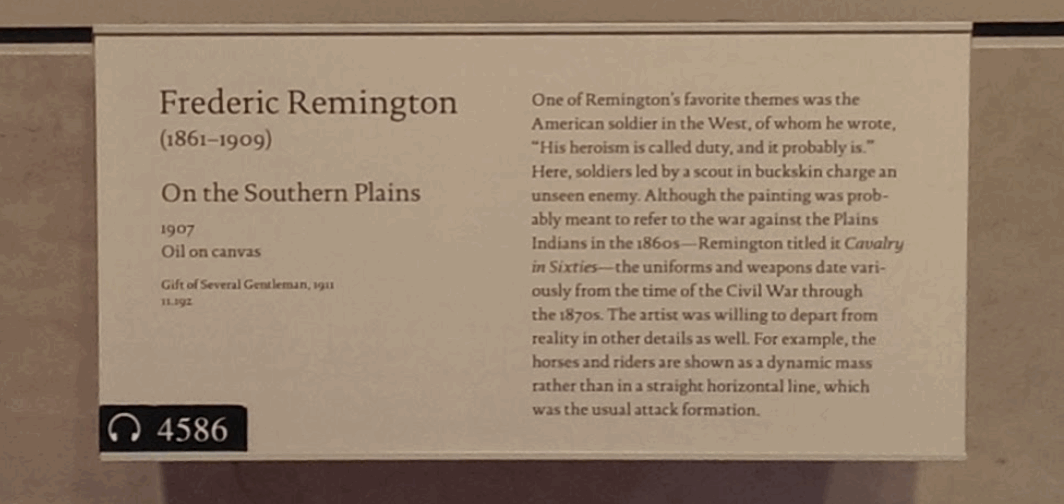 Frederic Remington
(1861–1909)
On the Southern Plains
1907
Oil on canvas
Gift of Several Gentleman, 1911
11.192
4586
One of Remington's favorite themes was the
American soldier in the West, of whom he wrote,
"His heroism is called duty, and it probably is."
Here, soldiers led by a scout in buckskin charge an
unseen enemy. Although the painting was prob-
ably meant to refer to the war against the Plains
Indians in the 1860s—Remington titled it Cavalry
in Sixties—the uniforms and weapons date vari-
ously from the time of the Civil War through
the 1870s. The artist was willing to depart from
reality in other details as well. For example, the
horses and riders are shown as a dynamic mass
rather than in a straight horizontal line, which
was the usual attack formation.